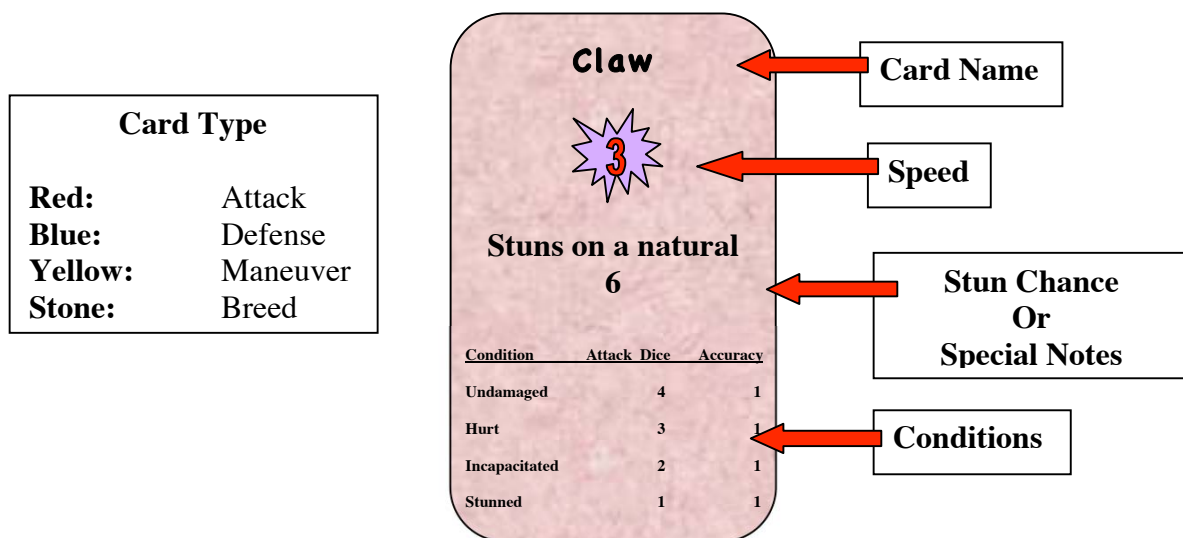 Card Type
Red: Attack
Blue: Defense
Yellow: Maneuver
Stone: Breed
Claw
3
Stuns on a natural
6
Condition Attack Dice Accuracy
Undamaged 4 1
Hurt 3 1
Incapacitated 2 1
Stunned 1 1
Card Name
Speed
Stun Chance
Or
Special Notes
Conditions